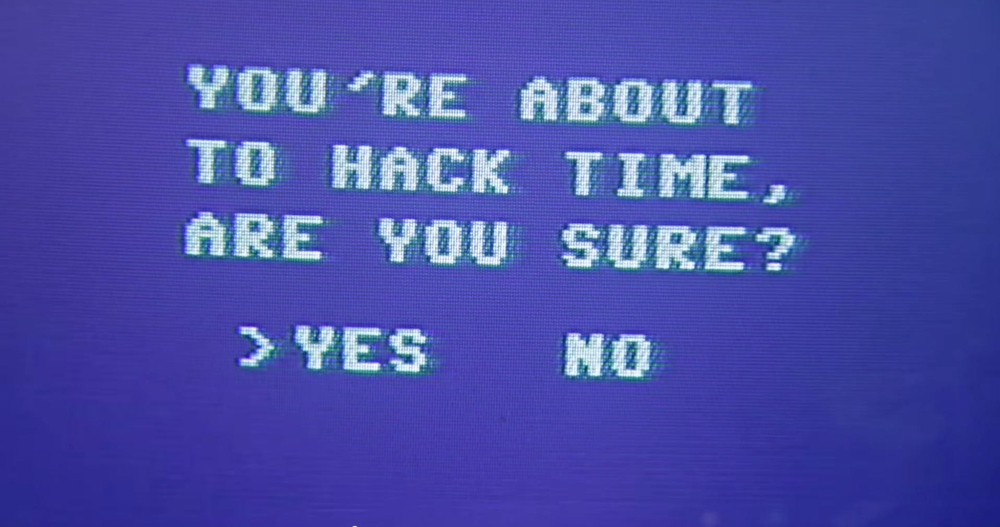 YOU'RE ABOUT
TO HACK TIME,
ARE YOU SURE?
>YES NO